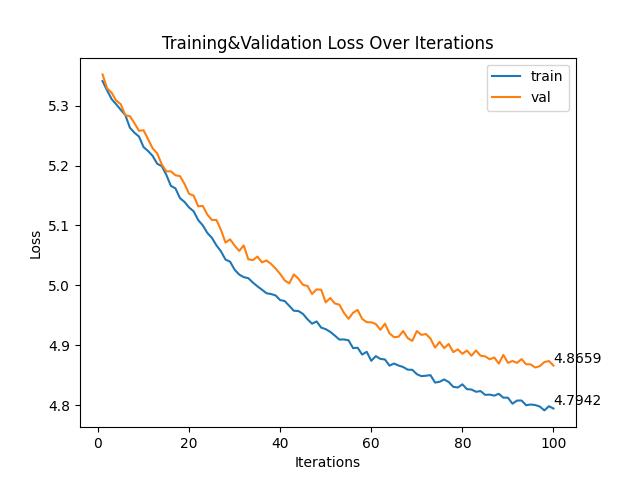 Training&Validation Loss Over Iterations
train
val
Loss
5.3
5.2
5.1
5.0
4.9
4.8
4.8659
4.7942
0 20 40 60 80 100
Iterations